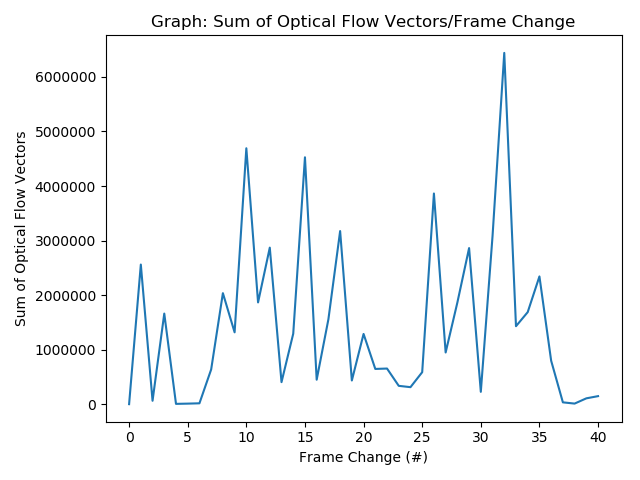 Graph: Sum of Optical Flow Vectors/Frame Change
6000000
5000000
4000000
3000000
2000000
1000000
0
Sum of Optical Flow Vectors
0 5 10 15 20 25 30 35 40
Frame Change (#)